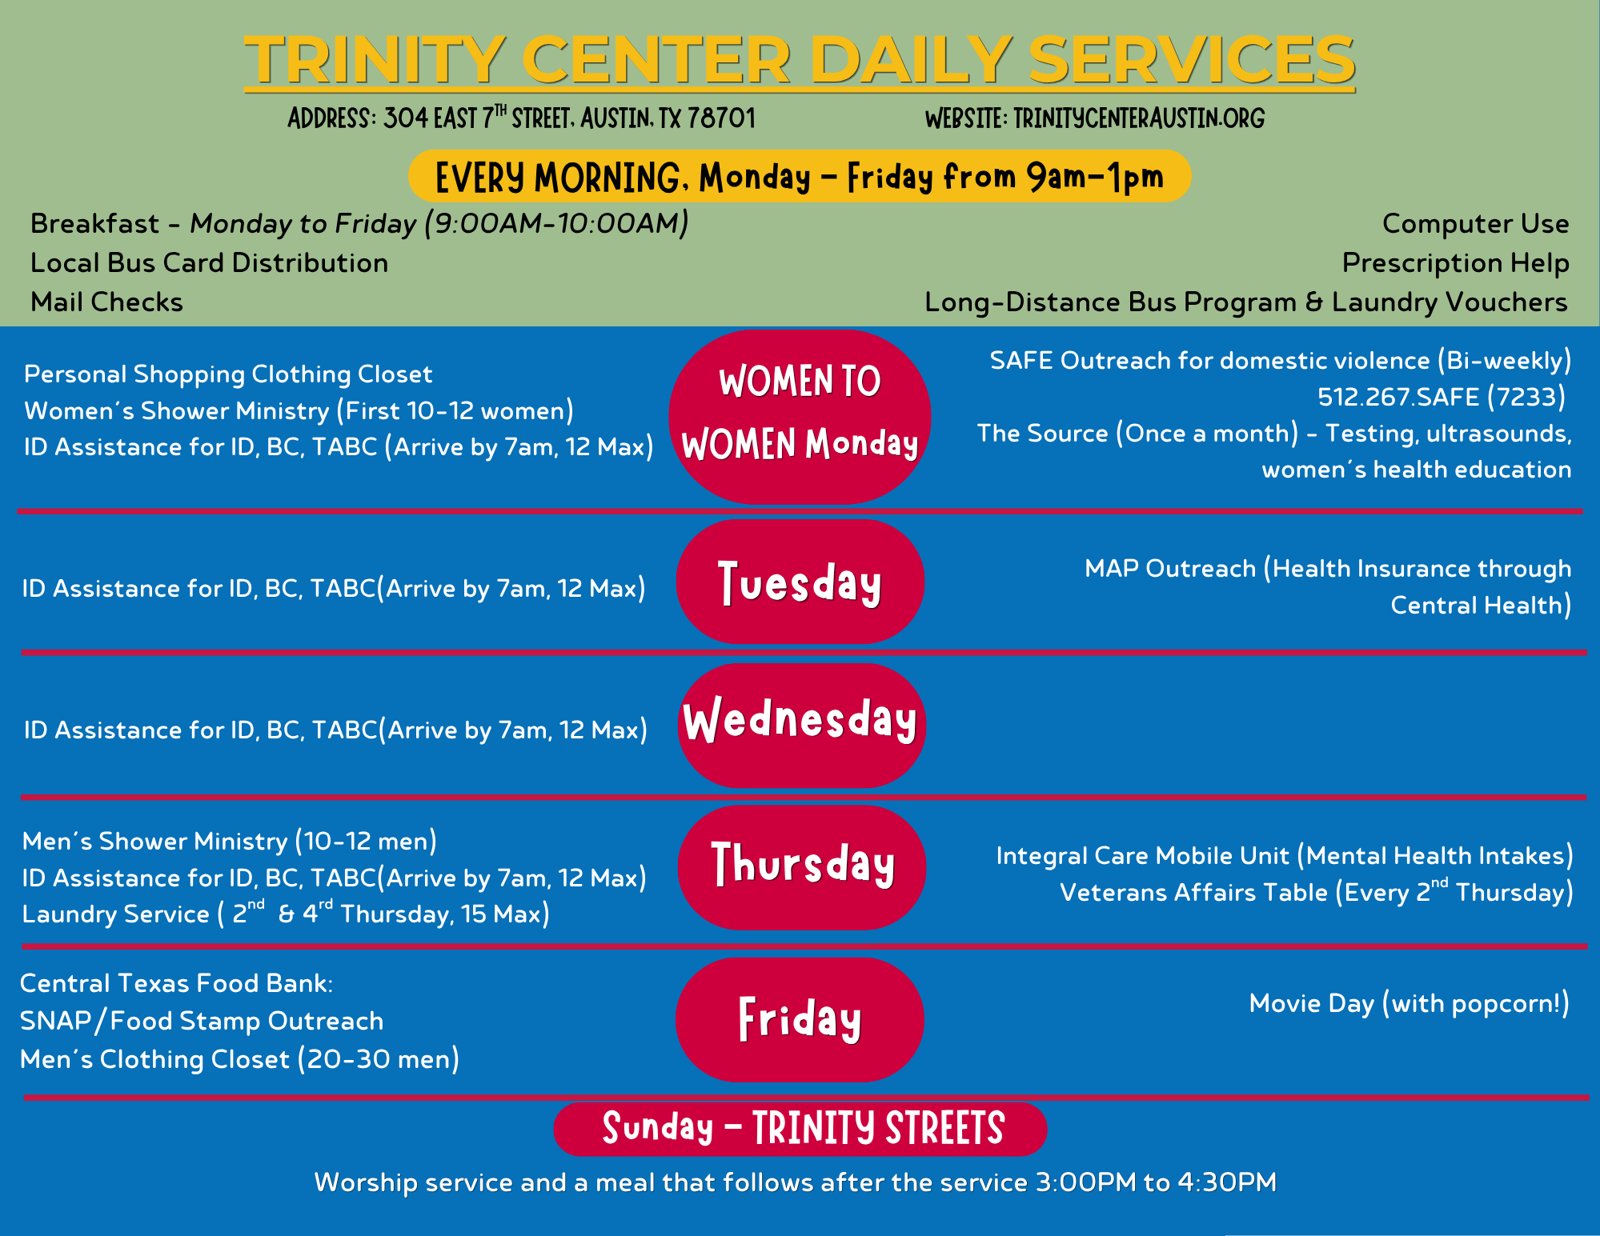 TRINITY CENTER DAILY SERVICES
ADDRESS: 304 EAST 7TH STREET, AUSTIN, TX 78701
WEBSITE: TRINITYCENTERAUSTIN.ORG
EVERY MORNING, Monday – Friday from 9am–1pm
Breakfast - Monday to Friday (9:00AM-10:00AM)
Local Bus Card Distribution
Mail Checks
Computer Use
Prescription Help
Long-Distance Bus Program & Laundry Vouchers
Personal Shopping Clothing Closet
Women's Shower Ministry (First 10-12 women)
ID Assistance for ID, BC, TABC (Arrive by 7am, 12 Max)
WOMEN TO
WOMEN Monday
SAFE Outreach for domestic violence (Bi-weekly)
512.267.SAFE (7233)
The Source (Once a month) - Testing, ultrasounds,
women's health education
ID Assistance for ID, BC, TABC(Arrive by 7am, 12 Max)
Tuesday
MAP Outreach (Health Insurance through
Central Health)
ID Assistance for ID, BC, TABC(Arrive by 7am, 12 Max)
Wednesday
Men's Shower Ministry (10-12 men)
ID Assistance for ID, BC, TABC(Arrive by 7am, 12 Max)
Laundry Service ( 2nd & 4rd Thursday, 15 Max)
Thursday
Integral Care Mobile Unit (Mental Health Intakes)
Veterans Affairs Table (Every 2nd Thursday)
Central Texas Food Bank:
SNAP/Food Stamp Outreach
Men's Clothing Closet (20-30 men)
Friday
Movie Day (with popcorn!)
Sunday – TRINITY STREETS
Worship service and a meal that follows after the service 3:00PM to 4:30PM